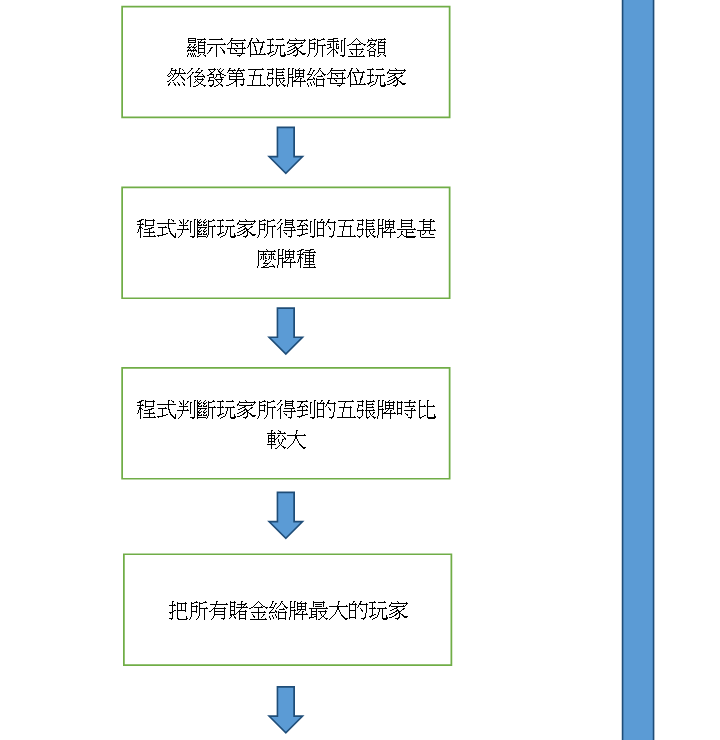 顯示每位玩家所剩金額
然後發第五張牌給每位玩家
程式判斷玩家所得到的五張牌是甚
麼牌種
程式判斷玩家所得到的五張牌時比
較大
把所有賭金給牌最大的玩家